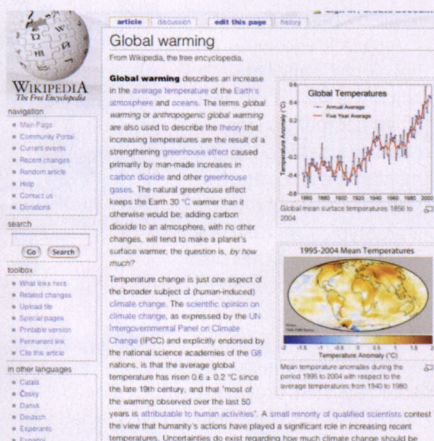 article discussion edit this page history
Global warming
From Wikipedia, the free encyclopedia.
WIKIPEDIA
The Free Encyclopedia
navigation
Main Page
Community Portal
Current events
Recent changes
Random article
Help
Contact us
Donations
search
Go Search
toolbox
What links here
Related changes
Upload file
Special pages
Printable version
Permanent link
Cite this article
in other languages
Català
Česky
Dansk
Deutsch
Esperanto
Español
Global warming describes an increase
in the average temperature of the Earth's
atmosphere and oceans. The terms global
warming or anthropogenic global warming
are also used to describe the theory that
increasing temperatures are the result of a
strengthening greenhouse effect caused
primarily by man-made increases in
carbon dioxide and other greenhouse
gases. The natural greenhouse effect
keeps the Earth 30 °C warmer than it
otherwise would be; adding carbon
dioxide to an atmosphere, with no other
changes, will tend to make a planet's
surface warmer, the question is, by how
much?
Temperature change is just one aspect of
the broader subject of (human-induced)
climate change. The scientific opinion on
climate change, as expressed by the UN
Intergovernmental Panel on Climate
Change (IPCC) and explicitly endorsed by
the national science academies of the G8
nations, is that the average global
temperature has risen 0.6 ± 0.2 °C since
the late 19th century, and that "most of
the warming observed over the last 50
years is attributable to human activities". A small minority of qualified scientists contest
the view that humanity's actions have played a significant role in increasing recent
temperatures. Uncertainties do exist regarding how much climate change should be
Global Temperatures
Annual Average
Five Year Average
Temperature Anomaly (°C)
Global mean surface temperatures 1856 to
2004
1995-2004 Mean Temperatures
-2 -1.5 -1 -0.5 0.5 1 1.5 2
Temperature Anomaly (°C)
Mean temperature anomalies during the
period 1995 to 2004 with respect to the
average temperatures from 1940 to 1980